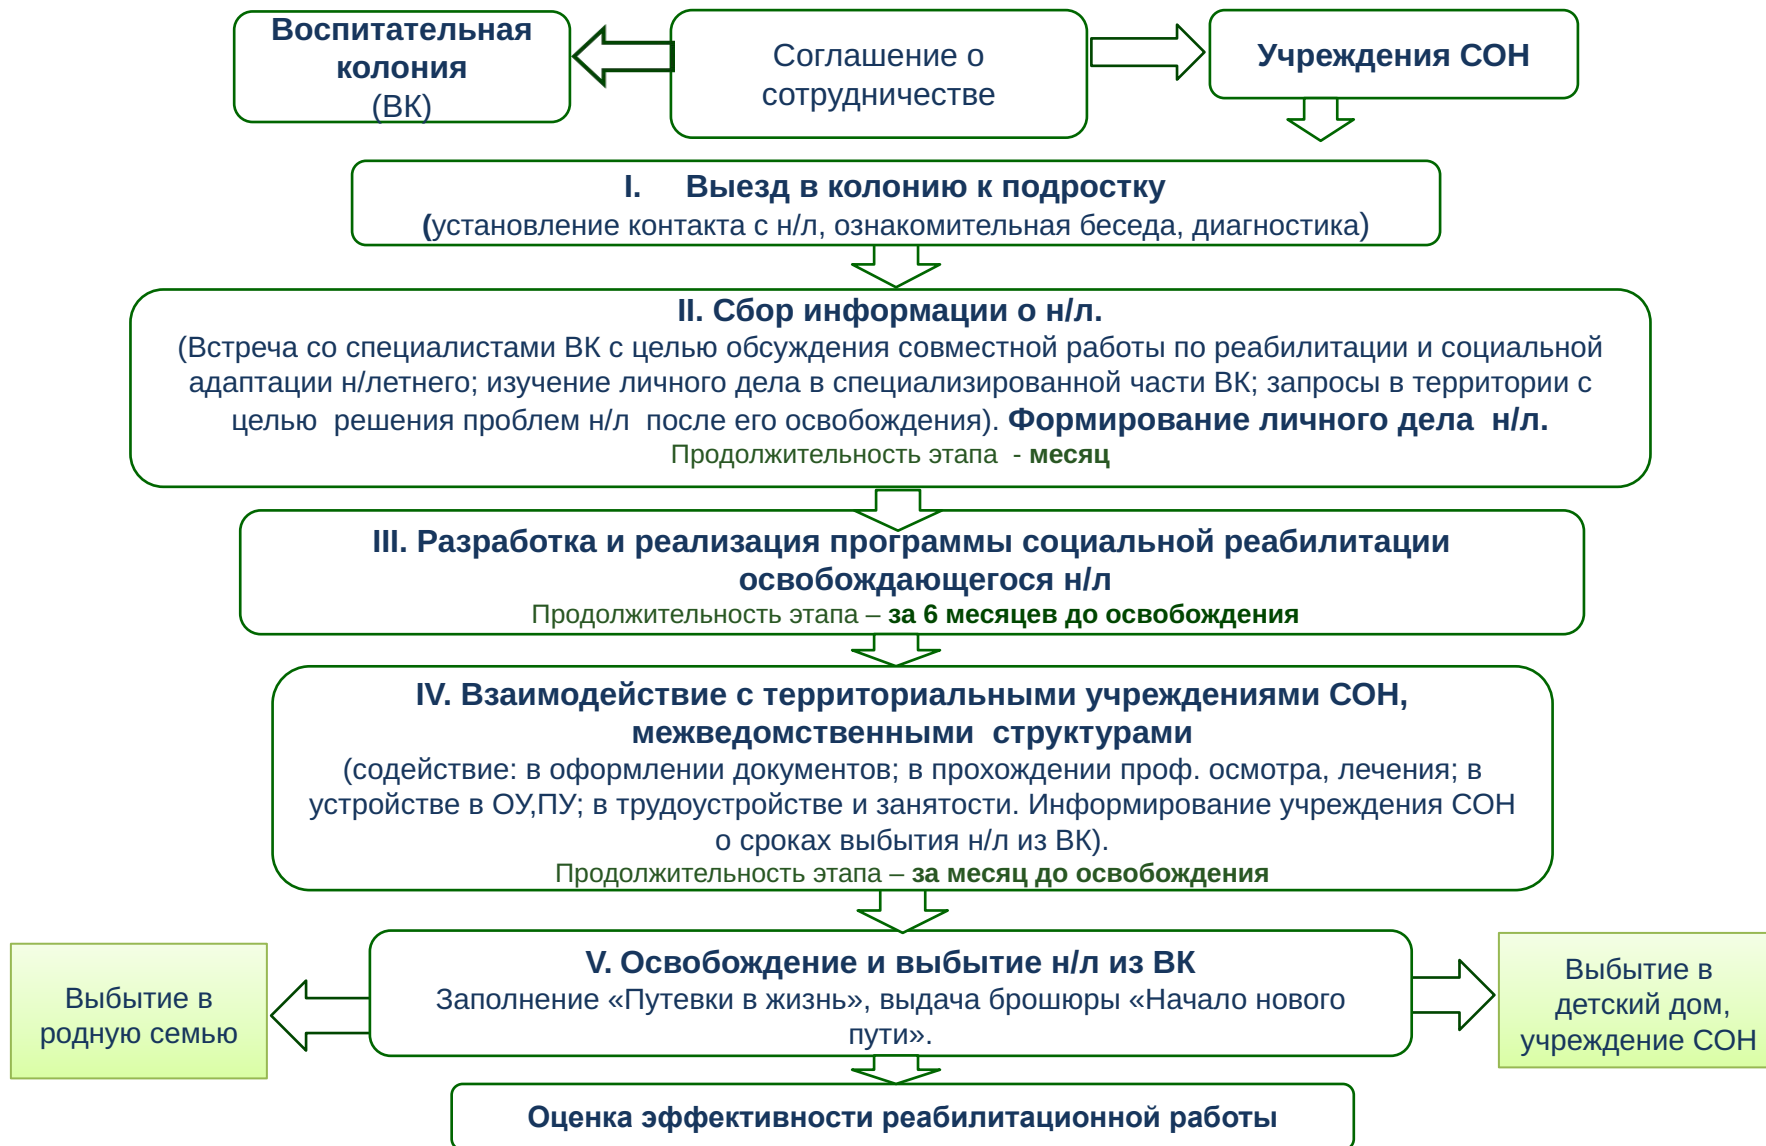 Воспитательная
колония
(ВК)
Соглашение о
сотрудничестве
Учреждения СОН
I. Выезд в колонию к подростку
(установление контакта с н/л, ознакомительная беседа, диагностика)
II. Сбор информации о н/л.
(Встреча со специалистами ВК с целью обсуждения совместной работы по реабилитации и социальной
адаптации н/летнего; изучение личного дела в специализированной части ВК; запросы в территории с
целью решения проблем н/л после его освобождения). Формирование личного дела н/л.
Продолжительность этапа - месяц
III. Разработка и реализация программы социальной реабилитации
освобождающегося н/л
Продолжительность этапа – за 6 месяцев до освобождения
IV. Взаимодействие с территориальными учреждениями СОН,
межведомственными структурами
(содействие: в оформлении документов; в прохождении проф. осмотра, лечения; в
устройстве в ОУ,ПУ; в трудоустройстве и занятости. Информирование учреждения СОН
о сроках выбытия н/л из ВК).
Продолжительность этапа – за месяц до освобождения
V. Освобождение и выбытие н/л из ВК
Заполнение «Путевки в жизнь», выдача брошюры «Начало нового
пути».
Выбытие в
родную семью
Выбытие в
детский дом,
учреждение СОН
Оценка эффективности реабилитационной работы